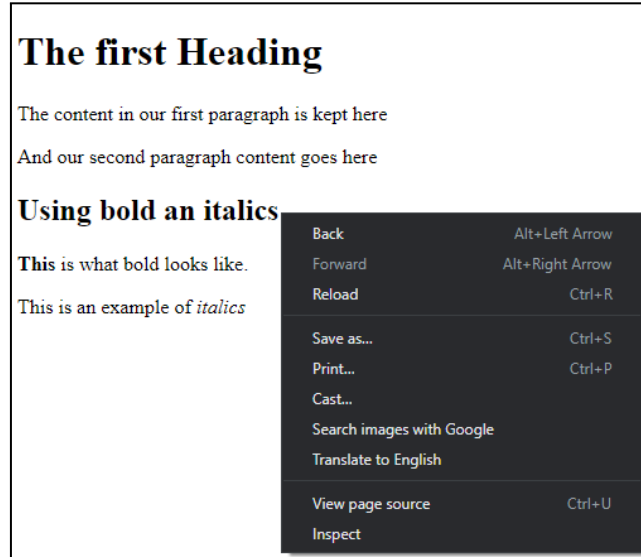 The first Heading
The content in our first paragraph is kept here
And our second paragraph content goes here
Using bold an italics
This is what bold looks like.
This is an example of italics
Back Alt+Left Arrow
Forward Alt+Right Arrow
Reload Ctrl+R
Save as... Ctrl+S
Print... Ctrl+P
Cast...
Search images with Google
Translate to English
View page source Ctrl+U
Inspect